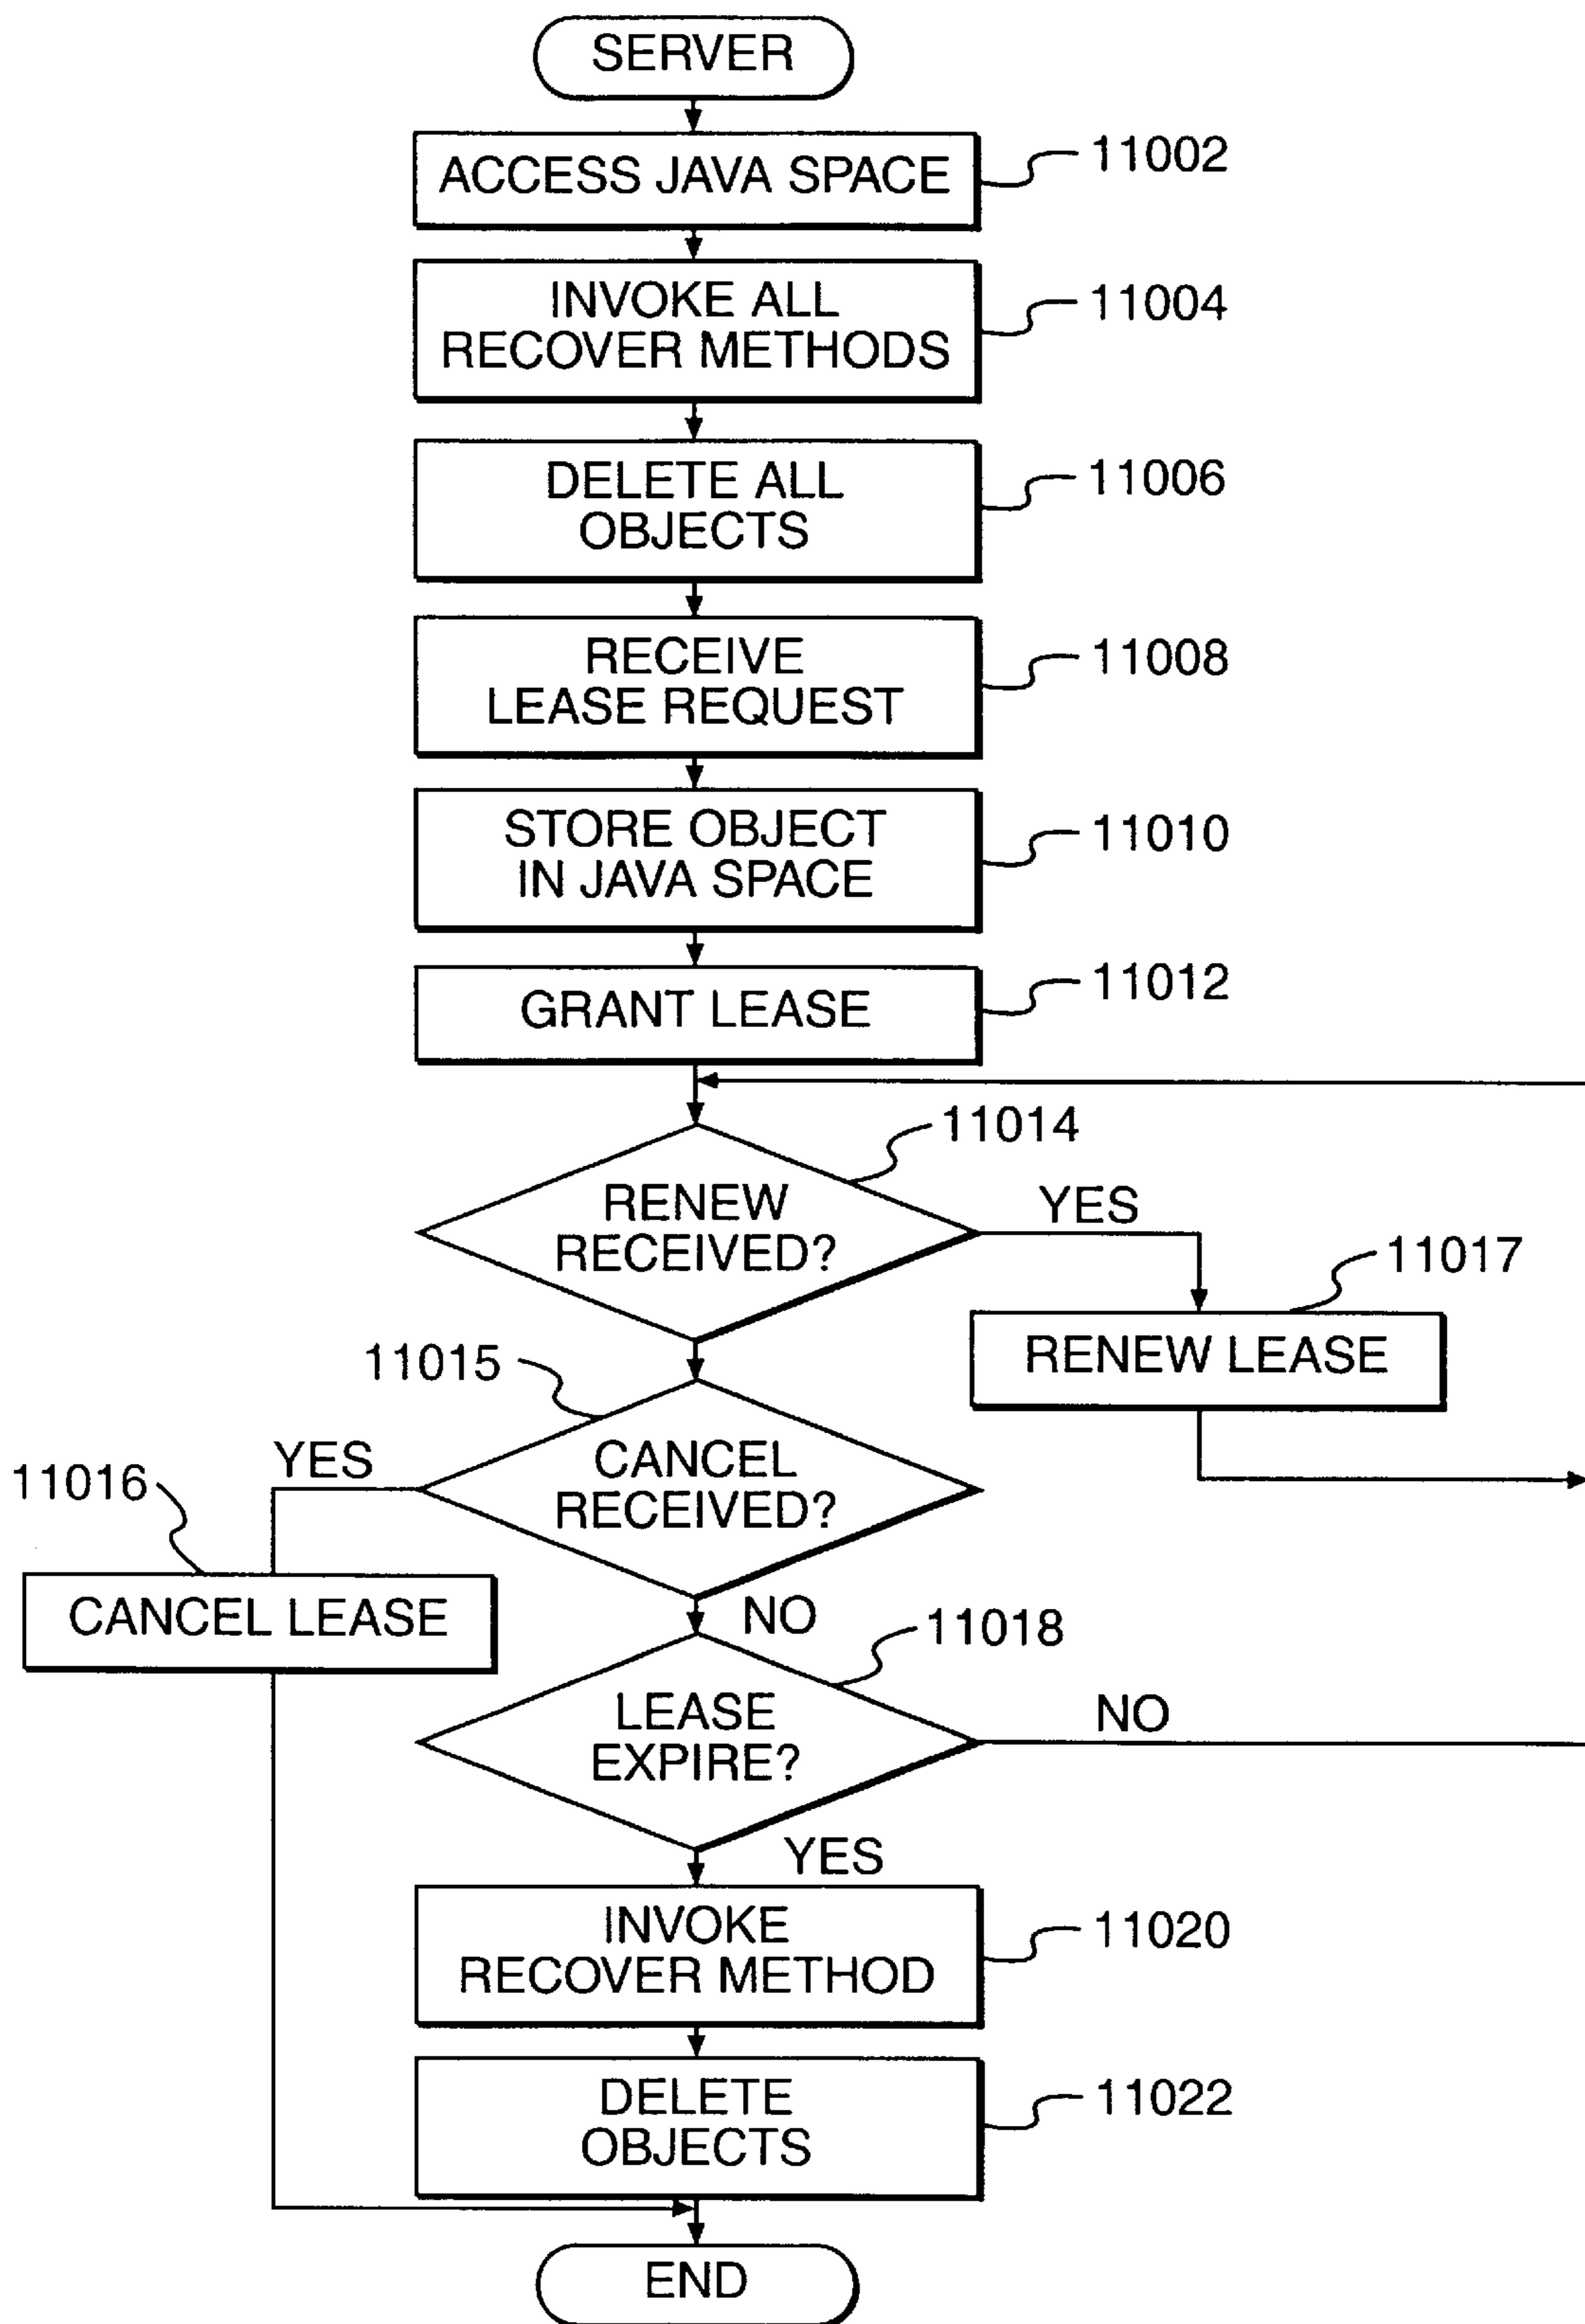 SERVER
ACCESS JAVA SPACE
11002
INVOKE ALL
RECOVER METHODS
11004
DELETE ALL
OBJECTS
11006
RECEIVE
LEASE REQUEST
11008
STORE OBJECT
IN JAVA SPACE
11010
GRANT LEASE
11012
11014
RENEW
RECEIVED?
YES
11017
RENEW LEASE
11015
CANCEL
RECEIVED?
YES
11016
CANCEL LEASE
NO
11018
LEASE
EXPIRE?
NO
YES
INVOKE
RECOVER METHOD
11020
DELETE
OBJECTS
11022
END